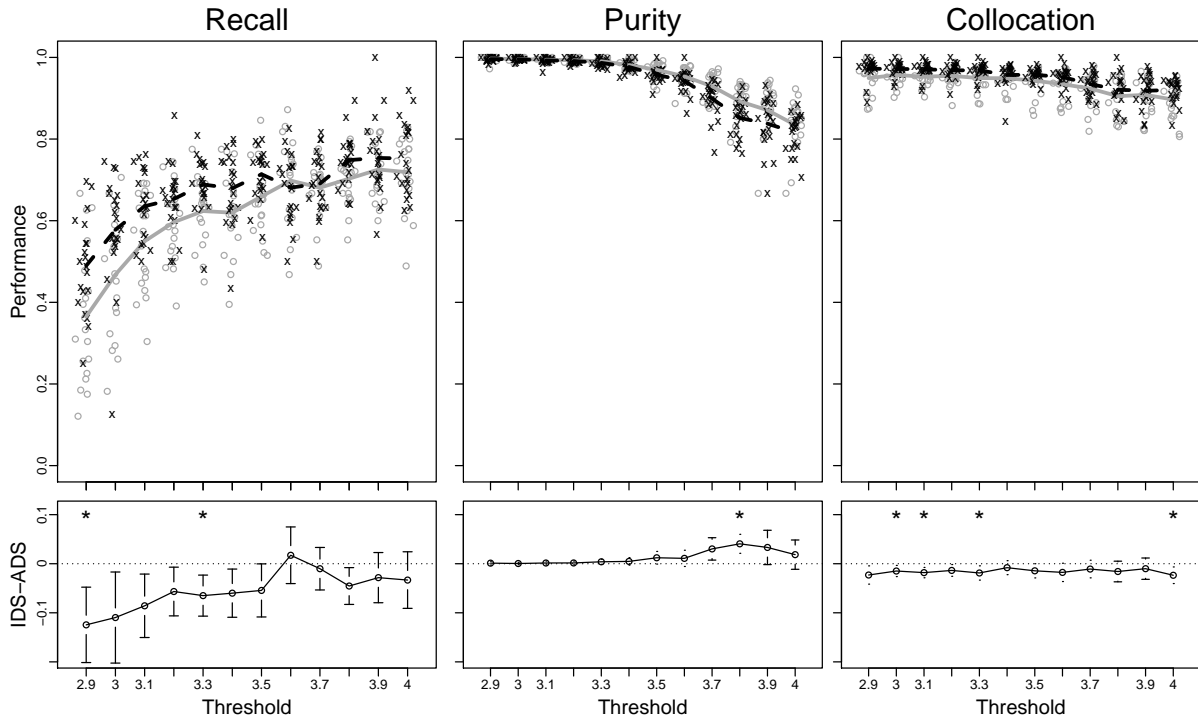 Recall Purity Collocation
Performance
1.0
0.8
0.6
0.4
0.2
0.0
IDS−ADS
0.1
0
−0.1
* * * * * * *
2.9 3 3.1 3.3 3.5 3.7 3.9 4
2.9 3 3.1 3.3 3.5 3.7 3.9 4
2.9 3 3.1 3.3 3.5 3.7 3.9 4
Threshold Threshold Threshold